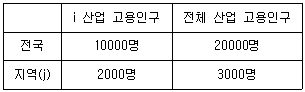 i 산업 고용인구 전체 산업 고용인구
전국 10000명 20000명
지역(j) 2000명 3000명